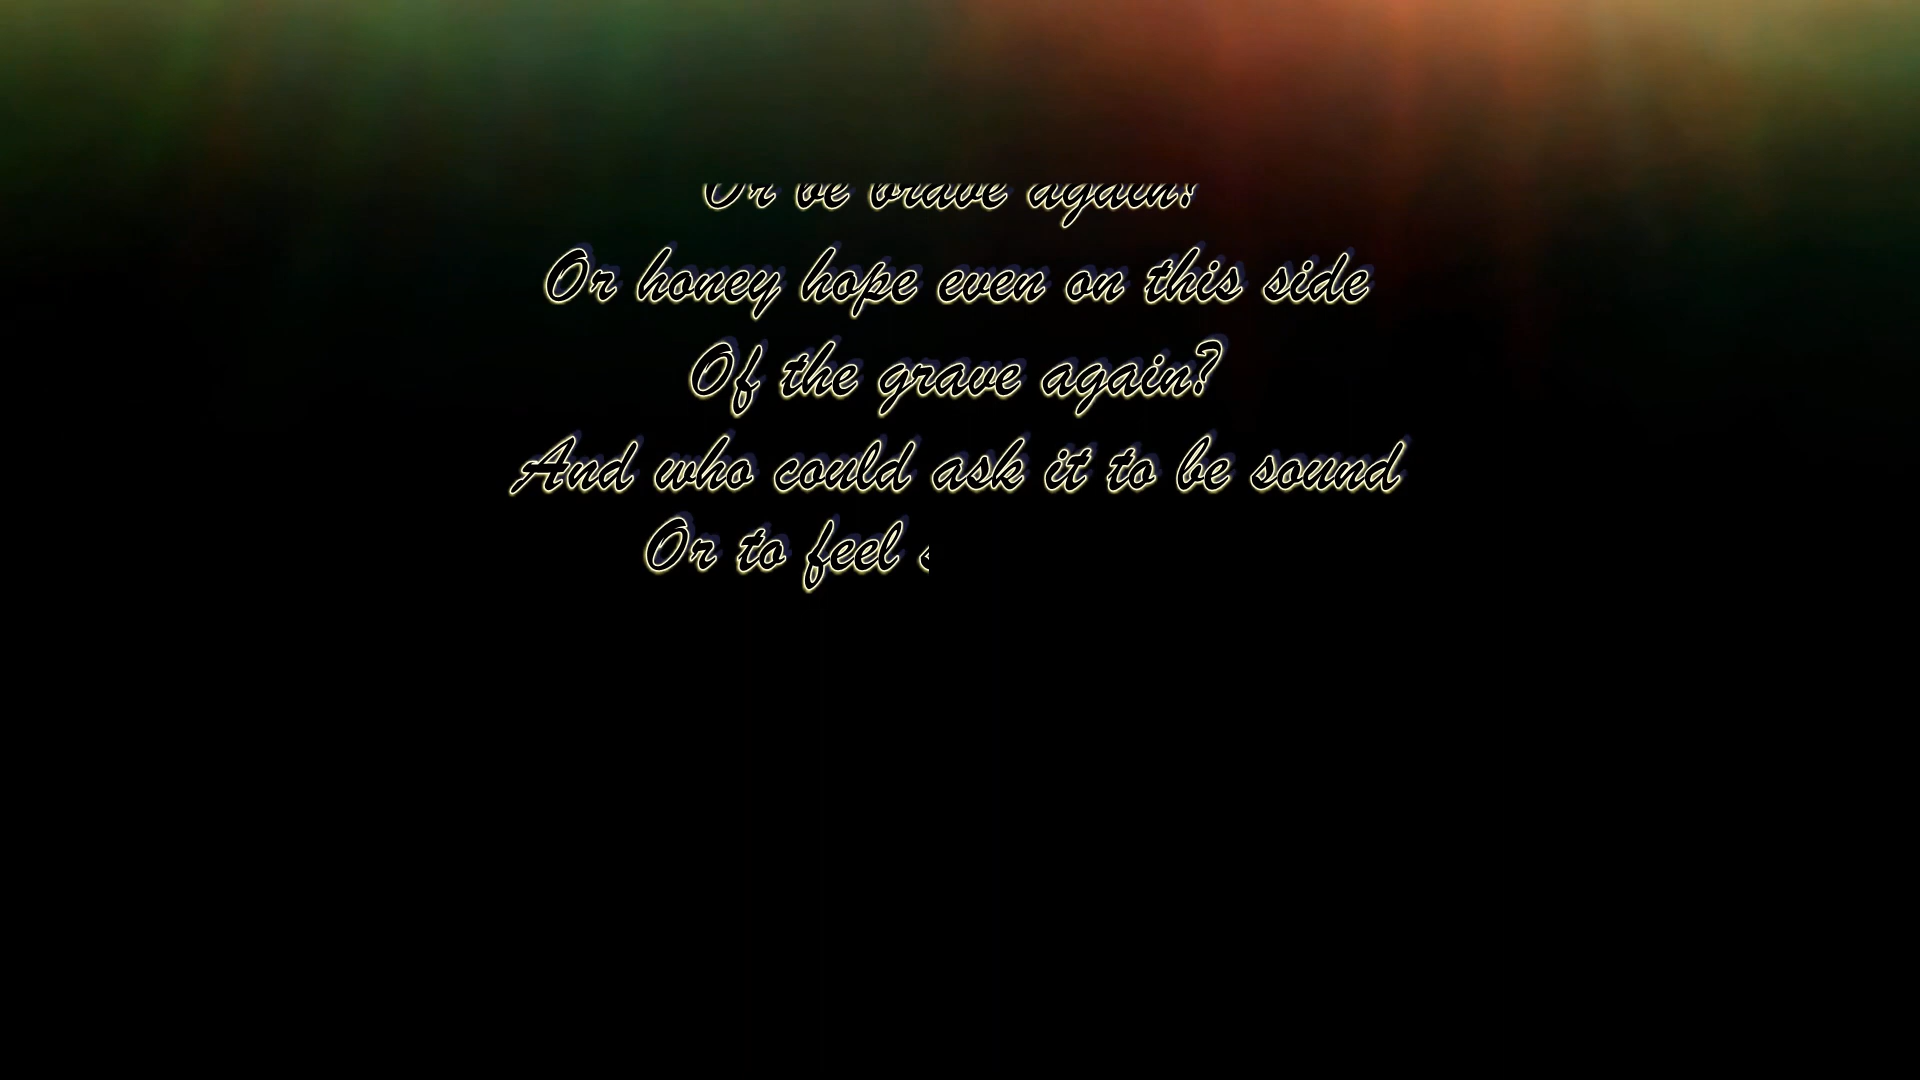 Or be brave again?
Or honey hope even on this side
Of the grave again?
And who could ask it to be sound
Or to feel